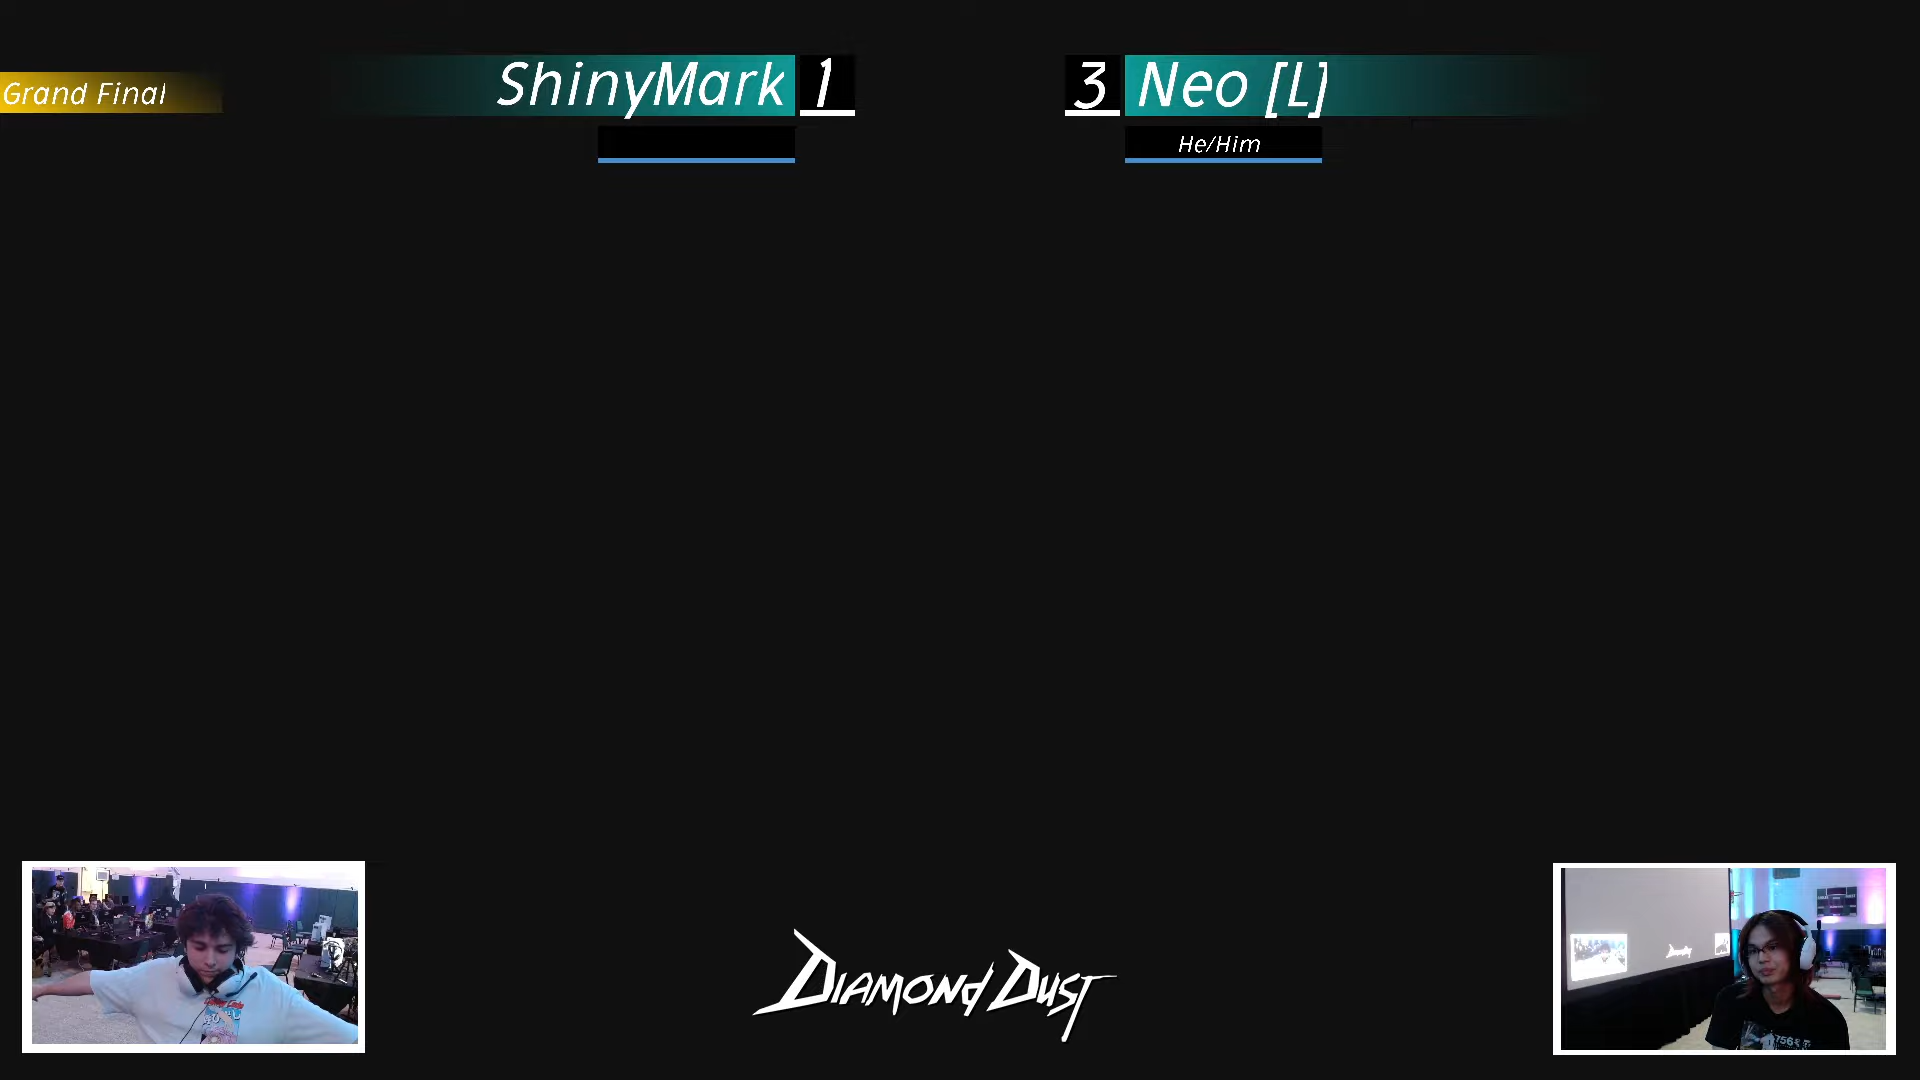 Grand Final
ShinyMark 1
3 Neo [L]
He/Him
Diamond Dust